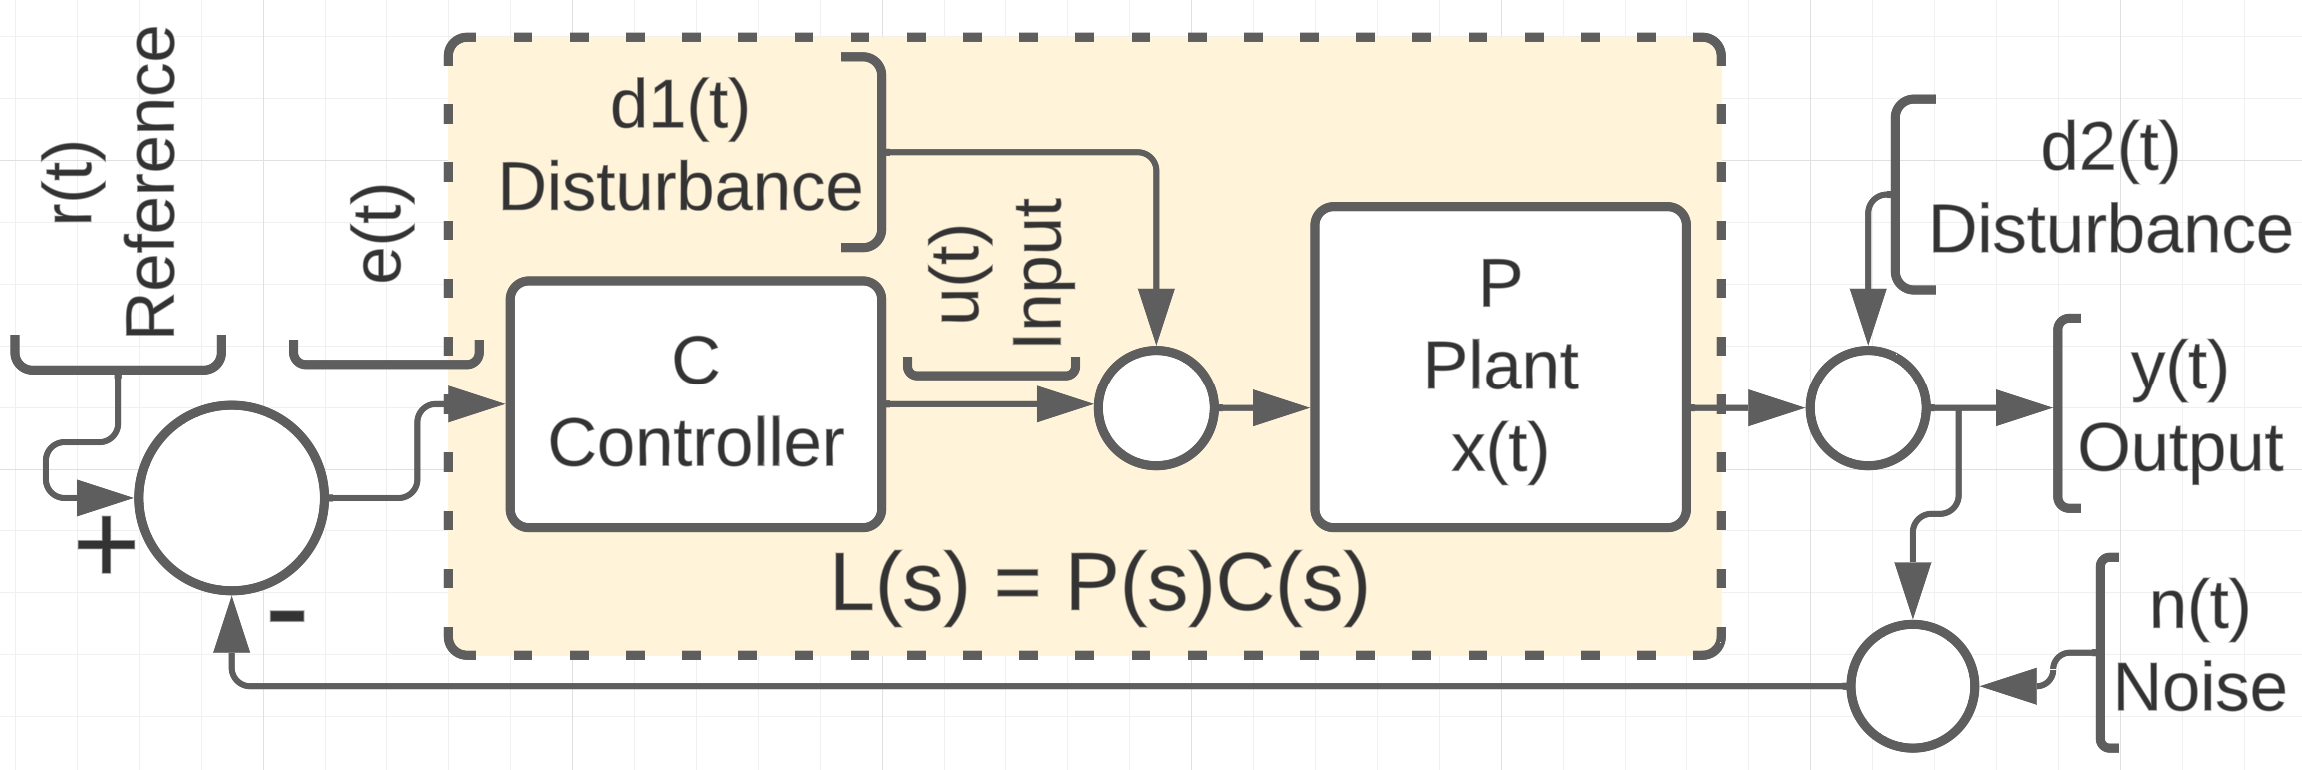 r(t)
Reference
e(t)
d1(t)
Disturbance
u(t)
Input
C
Controller
P
Plant
x(t)
L(s) = P(s)C(s)
d2(t)
Disturbance
y(t)
Output
n(t)
Noise
+
-